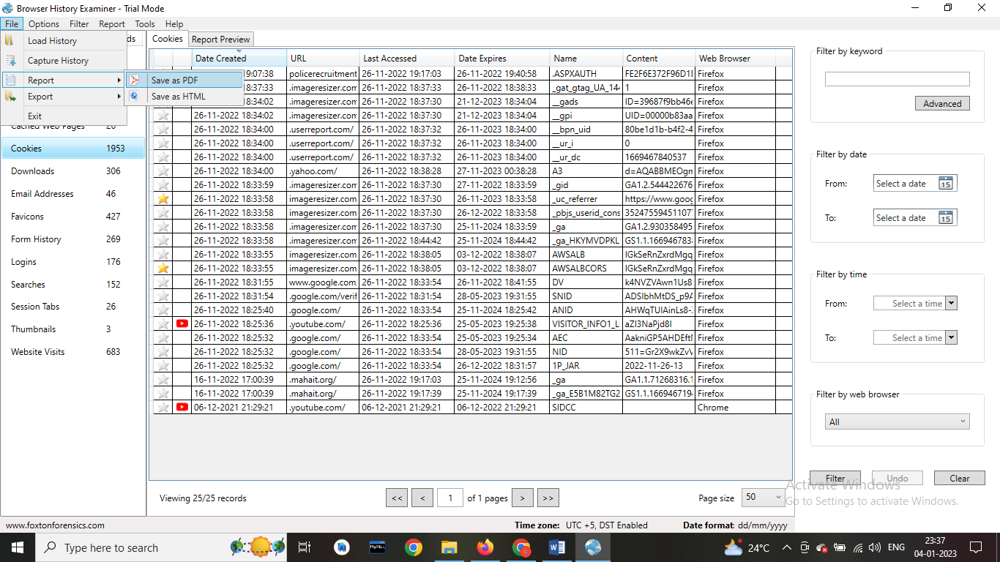 Browser History Examiner - Trial Mode
File Options Filter Report Tools Help
Load History
Capture History
Report
Export
Exit
Save as PDF
Save as HTML
Cookies 1953
Downloads 306
Email Addresses 46
Favicons 427
Form History 269
Logins 176
Searches 152
Session Tabs 26
Thumbnails 3
Website Visits 683
Cookies Report Preview
Date Created URL Last Accessed Date Expires Name Content Web Browser
19:07:38 policerecruitment 26-11-2022 19:17:03 26-11-2022 19:40:58 .ASPXAUTH Firefox
18:37:33 .imageresizer.com 26-11-2022 18:37:33 26-11-2022 18:38:33 _gat_gtag_UA_144 1 Firefox
18:34:03 .imageresizer.com 26-11-2022 18:37:30 21-12-2023 18:34:04 __gads ID=39687f9bb46e Firefox
26-11-2022 18:34:02 .imageresizer.com 26-11-2022 18:37:30 21-12-2023 18:34:04 __gpi UID=00000b83aa Firefox
26-11-2022 18:34:00 .userreport.com/ 26-11-2022 18:37:32 26-11-2023 18:34:00 __bpn_uid 80be1d1b-b4f2-4 Firefox
26-11-2022 18:34:00 .userreport.com/ 26-11-2022 18:37:32 26-11-2023 18:34:00 __ur_i 0 Firefox
26-11-2022 18:34:00 .userreport.com/ 26-11-2022 18:37:32 26-11-2023 18:34:00 __ur_dc 1669467840537 Firefox
26-11-2022 18:34:00 .yahoo.com/ 26-11-2022 18:38:28 27-11-2023 00:38:28 A3 Firefox
26-11-2022 18:33:59 .imageresizer.com 26-11-2022 18:37:30 27-11-2022 18:33:59 _gid GA1.2.544422676 Firefox
26-11-2022 18:33:58 imageresizer.com 26-11-2022 18:37:30 26-11-2023 18:33:58 _uc_referrer https://www.goog Firefox
26-11-2022 18:33:58 imageresizer.com 26-11-2022 18:37:30 26-12-2022 18:33:58 _pbjs_userid_cons 35247559451107 Firefox
26-11-2022 18:33:58 .imageresizer.com 26-11-2022 18:37:30 25-11-2024 18:33:59 _ga GA1.2.930358495 Firefox
26-11-2022 18:33:58 .imageresizer.com 26-11-2022 18:44:42 25-11-2024 18:44:42 _ga_HKYMVDPKL GS1.1.166946783 Firefox
26-11-2022 18:33:55 imageresizer.com 26-11-2022 18:38:05 03-12-2022 18:38:07 AWSALB IGkSeRnZxrdMgq Firefox
26-11-2022 18:33:55 imageresizer.com 26-11-2022 18:38:05 03-12-2022 18:38:07 AWSALBCORS IGkSeRnZxrdMgq Firefox
26-11-2022 18:31:55 www.google.com 26-11-2022 18:33:54 26-11-2022 18:41:55 DV k4NVZVAwn1Us8 Firefox
26-11-2022 18:31:54 .google.com/verif 26-11-2022 18:31:54 28-05-2023 19:31:55 SNID ADSIbhMtDS_p9A Firefox
26-11-2022 18:25:40 .google.com/ 26-11-2022 18:33:54 25-11-2024 18:25:42 ANID AHWqTUIAinLs8- Firefox
26-11-2022 18:25:36 .youtube.com/ 26-11-2022 18:25:36 25-05-2023 19:25:38 VISITOR_INFO1_L aZI3NaPjd8I Firefox
26-11-2022 18:25:32 .google.com/ 26-11-2022 18:33:54 25-05-2023 19:25:34 AEC Firefox
26-11-2022 18:25:32 .google.com/ 26-11-2022 18:33:54 28-05-2023 19:31:55 NID 511=Gr2X9wkZvV Firefox
26-11-2022 18:25:32 .google.com/ 26-11-2022 18:33:54 26-12-2022 18:31:57 1P_JAR 2022-11-26-13 Firefox
16-11-2022 17:00:39 .mahait.org/ 26-11-2022 19:17:03 25-11-2024 19:12:56 _ga GA1.1.71268316.1 Firefox
16-11-2022 17:00:39 .mahait.org/ 26-11-2022 19:17:39 25-11-2024 19:17:39 _ga_E5B1M82TG2 GS1.1.166946719 Firefox
06-12-2021 21:29:21 .youtube.com/ 06-12-2021 21:29:21 06-12-2022 21:29:21 SIDCC Chrome
Viewing 25/25 records << < 1 of 1 pages > >> Page size 50
Filter by keyword
Advanced
Filter by date
From: Select a date 15
To: Select a date 15
Filter by time
From: Select a time
To: Select a time
Filter by web browser
All
Filter Undo Clear
Activate Windows
Go to Settings to activate Windows.
www.foxtonforensics.com Time zone: UTC +5, DST Enabled Date format: dd/mm/yyyy
Type here to search
MySQL
24°C ENG
23:37
04-01-2023